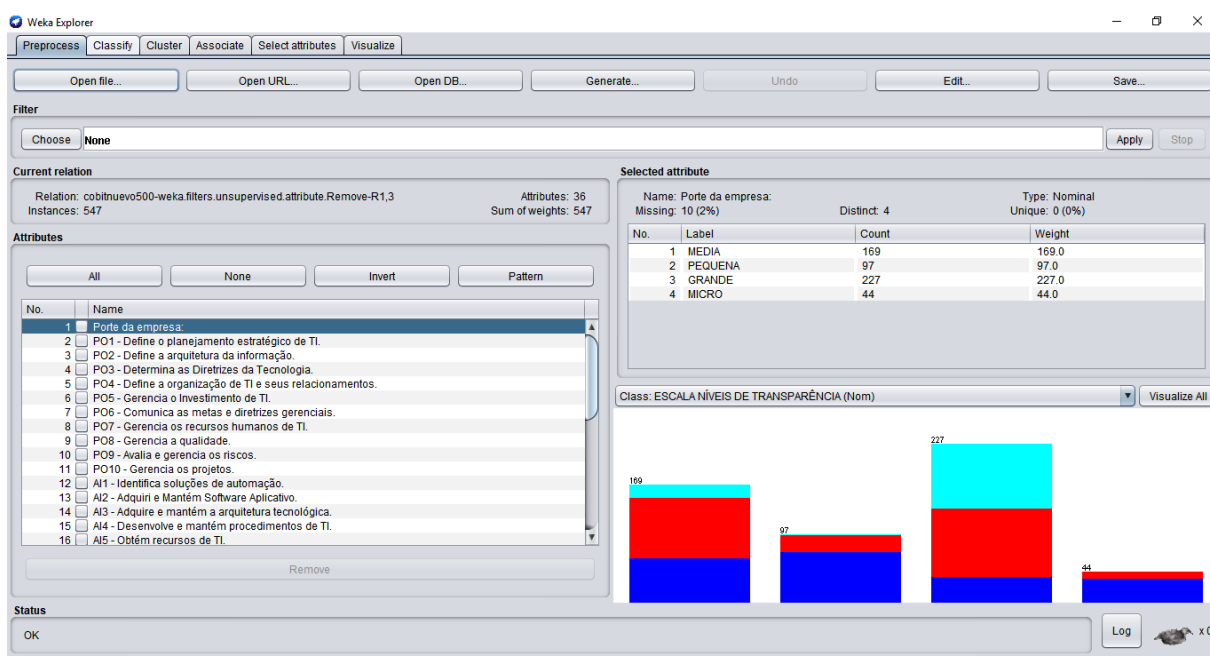 Weka Explorer
Preprocess Classify Cluster Associate Select attributes Visualize
Open file... Open URL... Open DB... Generate... Undo Edit... Save...
Filter
Choose None Apply Stop
Current relation
Relation: cobitnuevo500-weka.filters.unsupervised.attribute.Remove-R1,3 Attributes: 36
Instances: 547 Sum of weights: 547
Attributes
All None Invert Pattern
No. Name
1 Porte da empresa:
2 PO1 - Define o planejamento estratégico de TI.
3 PO2 - Define a arquitetura da informação.
4 PO3 - Determina as Diretrizes da Tecnologia.
5 PO4 - Define a organização de TI e seus relacionamentos.
6 PO5 - Gerencia o Investimento de TI.
7 PO6 - Comunica as metas e diretrizes gerenciais.
8 PO7 - Gerencia os recursos humanos de TI.
9 PO8 - Gerencia a qualidade.
10 PO9 - Avalia e gerencia os riscos.
11 PO10 - Gerencia os projetos.
12 AI1 - Identifica soluções de automação.
13 AI2 - Adquiri e Mantém Software Aplicativo.
14 AI3 - Adquire e mantém a arquitetura tecnológica.
15 AI4 - Desenvolve e mantém procedimentos de TI.
16 AI5 - Obtém recursos de TI.
Remove
Selected attribute
Name: Porte da empresa: Type: Nominal
Missing: 10 (2%) Distinct: 4 Unique: 0 (0%)
No. Label Count Weight
1 MEDIA 169 169.0
2 PEQUENA 97 97.0
3 GRANDE 227 227.0
4 MICRO 44 44.0
Class: ESCALA NÍVEIS DE TRANSPARÊNCIA (Nom) Visualize All
169
97
227
44
Status
OK
Log
x 0